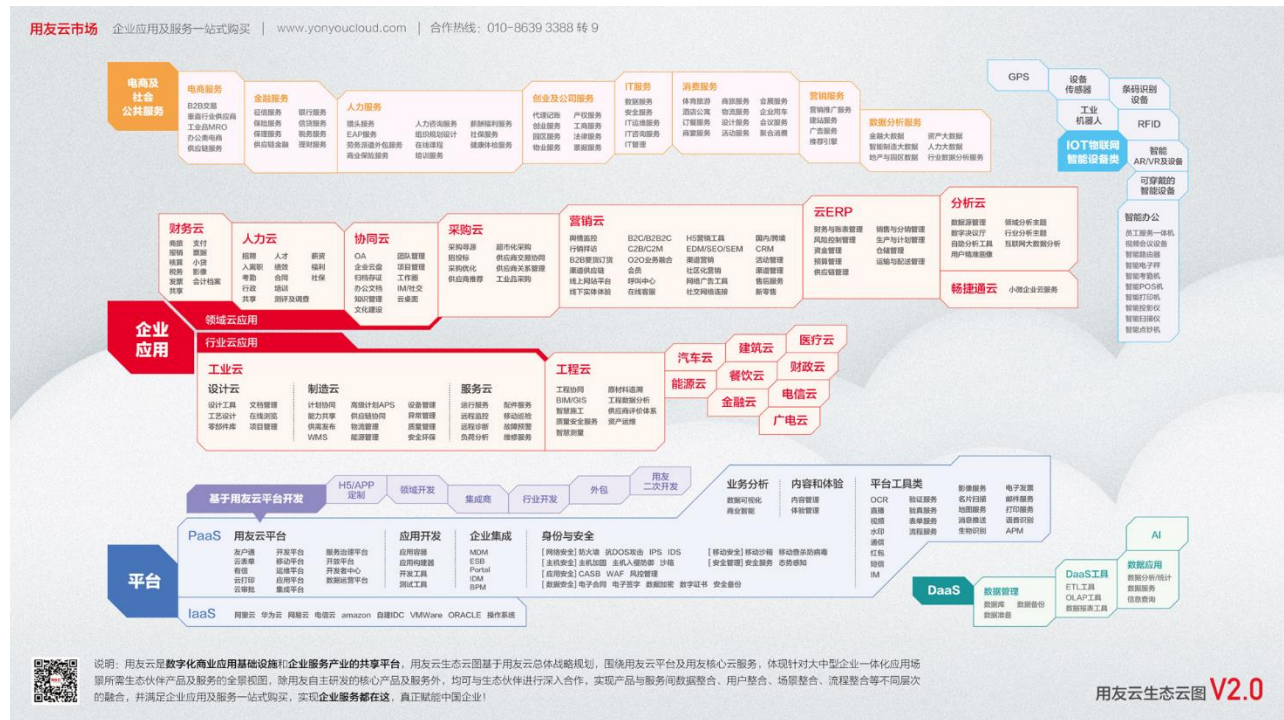 用友云市场 企业应用及服务一站式购买 | www.yonyoucloud.com | 合作热线：010-8639 3388 转 9
电商及
社会
公共服务
电商服务
B2B交易
垂直行业供应商
工业品MRO
办公类电商
供应链服务
金融服务
征信服务 银行服务
保险服务 信贷服务
保理服务 税务服务
供应链金融 理财服务
人力服务
猎头服务 人力咨询服务 薪酬福利服务
EAP服务 组织规划设计 社保服务
劳务派遣外包服务 在线课程 健康体检服务
商业保险服务 培训服务
创业及公司服务
代理记账 产权服务
创业服务 工商服务
园区服务 法律服务
物业服务 票据服务
IT服务
数据服务
安全服务
IT运维服务
IT咨询服务
IT管理
消费服务
体育旅游 商旅服务 会展服务
酒店公寓 物流服务 企业用车
订餐服务 设计服务 会议服务
商宴服务 活动服务 聚合消费
营销服务
营销推广服务
建站服务
广告服务
推荐引擎
数据分析服务
金融大数据 资产大数据
智能制造大数据 人力大数据
地产与园区数据 行业数据分析服务
GPS
设备
传感器
条码识别
设备
工业
机器人
RFID
IOT物联网
智能设备类
智能
AR/VR及设备
可穿戴的
智能设备
智能办公
员工服务一体机
视频会议设备
智能路由器
智能电子秤
智能考勤机
智能POS机
智能打印机
智能投影仪
智能扫描仪
智能点钞机
企业
应用
领域云应用
财务云
商旅 支付
报销 票据
核算 小贷
税务 影像
发票 会计档案
共享
人力云
招聘 人才 薪资
入离职 绩效 福利
考勤 合同 社保
行政 培训
共享 测评及调查
协同云
OA 团队管理
企业云盘 项目管理
归档存证 工作圈
办公文档 IM/社交
知识管理 云桌面
文化建设
采购云
采购寻源 超市化采购
招投标 供应商交易协同
采购优化 供应商关系管理
供应商推荐 工业品采购
营销云
舆情监控 B2C/B2B2C H5营销工具 国内/跨境
行销拜访 C2B/C2M EDM/SEO/SEM CRM
B2B要货订货 O2O业务融合 渠道营销 活动管理
渠道供应链 会员 社区化营销 渠道管理
线上网站平台 呼叫中心 网络广告工具 售后服务
线下实体体验 在线客服 社交网络连接 新零售
云ERP
财务与账表管理 销售与分销管理
风险控制管理 生产与计划管理
资金管理 仓储管理
预算管理 运输与配送管理
供应链管理
分析云
数据源管理 领域分析主题
数字决议厅 行业分析主题
自助分析工具 互联网大数据分析
用户精准画像
畅捷通云 小微企业云服务
行业云应用
工业云
设计云
设计工具 文档管理
工艺设计 在线浏览
零部件库 项目管理
制造云
计划协同 高级计划APS 设备管理
能力共享 供应链协同 异常管理
供需发布 物流管理 质量管理
WMS 能源管理 安全环保
服务云
运行服务 配件服务
远程监控 移动巡检
远程诊断 故障预警
负荷分析 维修服务
工程云
工程协同 原材料追溯
BIM/GIS 工程数据分析
智慧施工 供应商评价体系
质量安全服务 资产运维
智慧测量
汽车云
建筑云
医疗云
能源云
餐饮云
财政云
金融云
电信云
广电云
基于用友云平台开发
H5/APP
定制
领域开发
集成商
行业开发
外包
用友
二次开发
平台
PaaS
用友云平台
友户通 开发平台 服务治理平台
云表单 移动平台 开放平台
有信 运维平台 开发者中心
云打印 应用平台 数据运营平台
云审批 集成平台
应用开发
应用容器
应用构建器
开发工具
测试工具
企业集成
MDM
ESB
Portal
IDM
BPM
身份与安全
[ 网络安全 ] 防火墙 抗DOS攻击 IPS IDS [ 移动安全 ] 移动沙箱 移动查杀防病毒
[ 主机安全 ] 主机加固 主机入侵防御 沙箱 [ 安全管理 ] 安全服务 态势感知
[ 应用安全 ] CASB WAF 风控管理
[ 数据安全 ] 电子合同 电子签字 数据加密 数字证书 安全备份
业务分析
数据可视化
商业智能
内容和体验
内容管理
体验管理
平台工具类
OCR 验证服务 影像服务 电子发票
直播 验真服务 名片扫描 邮件服务
视频 表单服务 地图服务 打印服务
水印 流程服务 消息推送 语音识别
通信 生物识别 APM
红包
短信
IM
IaaS 阿里云 华为云 网易云 电信云 amazon 自建IDC VMWare ORACLE 操作系统
DaaS
数据管理
数据库 数据备份
数据准备
DaaS工具
ETL工具
OLAP工具
数据报表工具
AI
数据应用
数据分析/统计
数据服务
信息查询
说明：用友云是数字化商业应用基础设施和企业服务产业的共享平台，用友云生态云图基于用友云总体战略规划，围绕用友云平台及用友核心云服务，体现针对大中型企业一体化应用场
景所需生态伙伴产品及服务的全景视图，除用友自主研发的核心产品及服务外，均可与生态伙伴进行深入合作，实现产品与服务间数据整合、用户整合、场景整合、流程整合等不同层次
的融合，并满足企业应用及服务一站式购买，实现企业服务都在这，真正赋能中国企业！
用友云生态云图 V2.0